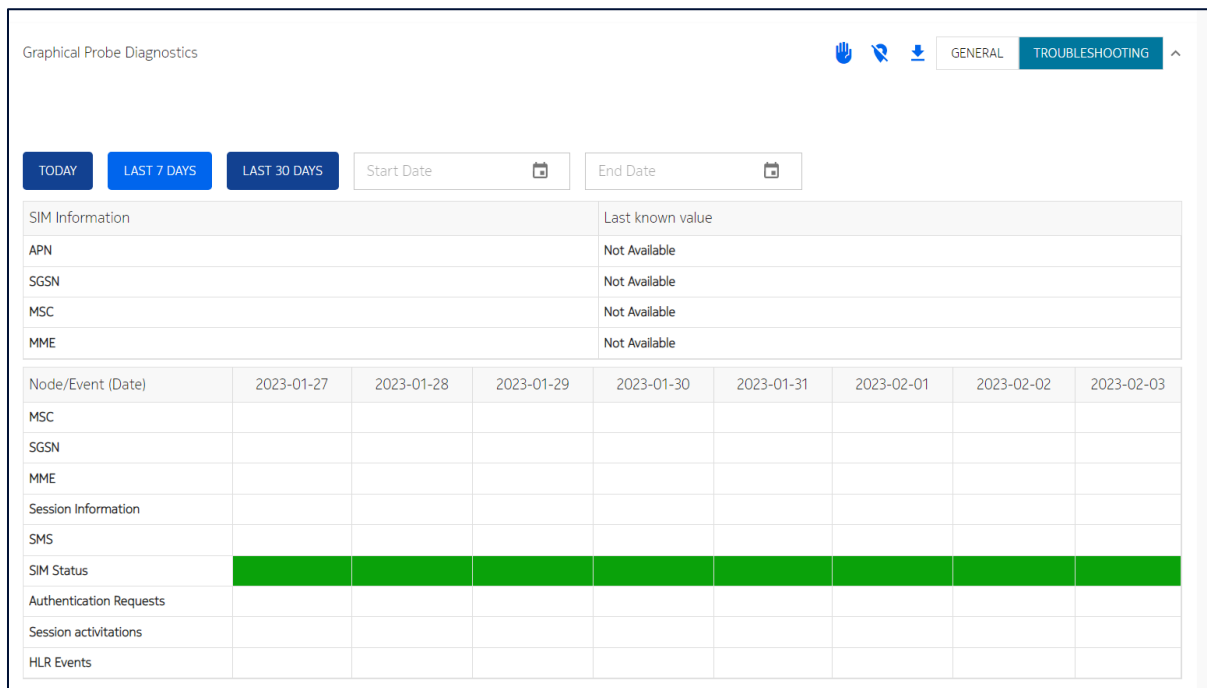 Graphical Probe Diagnostics
GENERAL
TROUBLESHOOTING
TODAY
LAST 7 DAYS
LAST 30 DAYS
Start Date
End Date
SIM Information Last known value
APN Not Available
SGSN Not Available
MSC Not Available
MME Not Available
Node/Event (Date) 2023-01-27 2023-01-28 2023-01-29 2023-01-30 2023-01-31 2023-02-01 2023-02-02 2023-02-03
MSC
SGSN
MME
Session Information
SMS
SIM Status
Authentication Requests
Session activitations
HLR Events